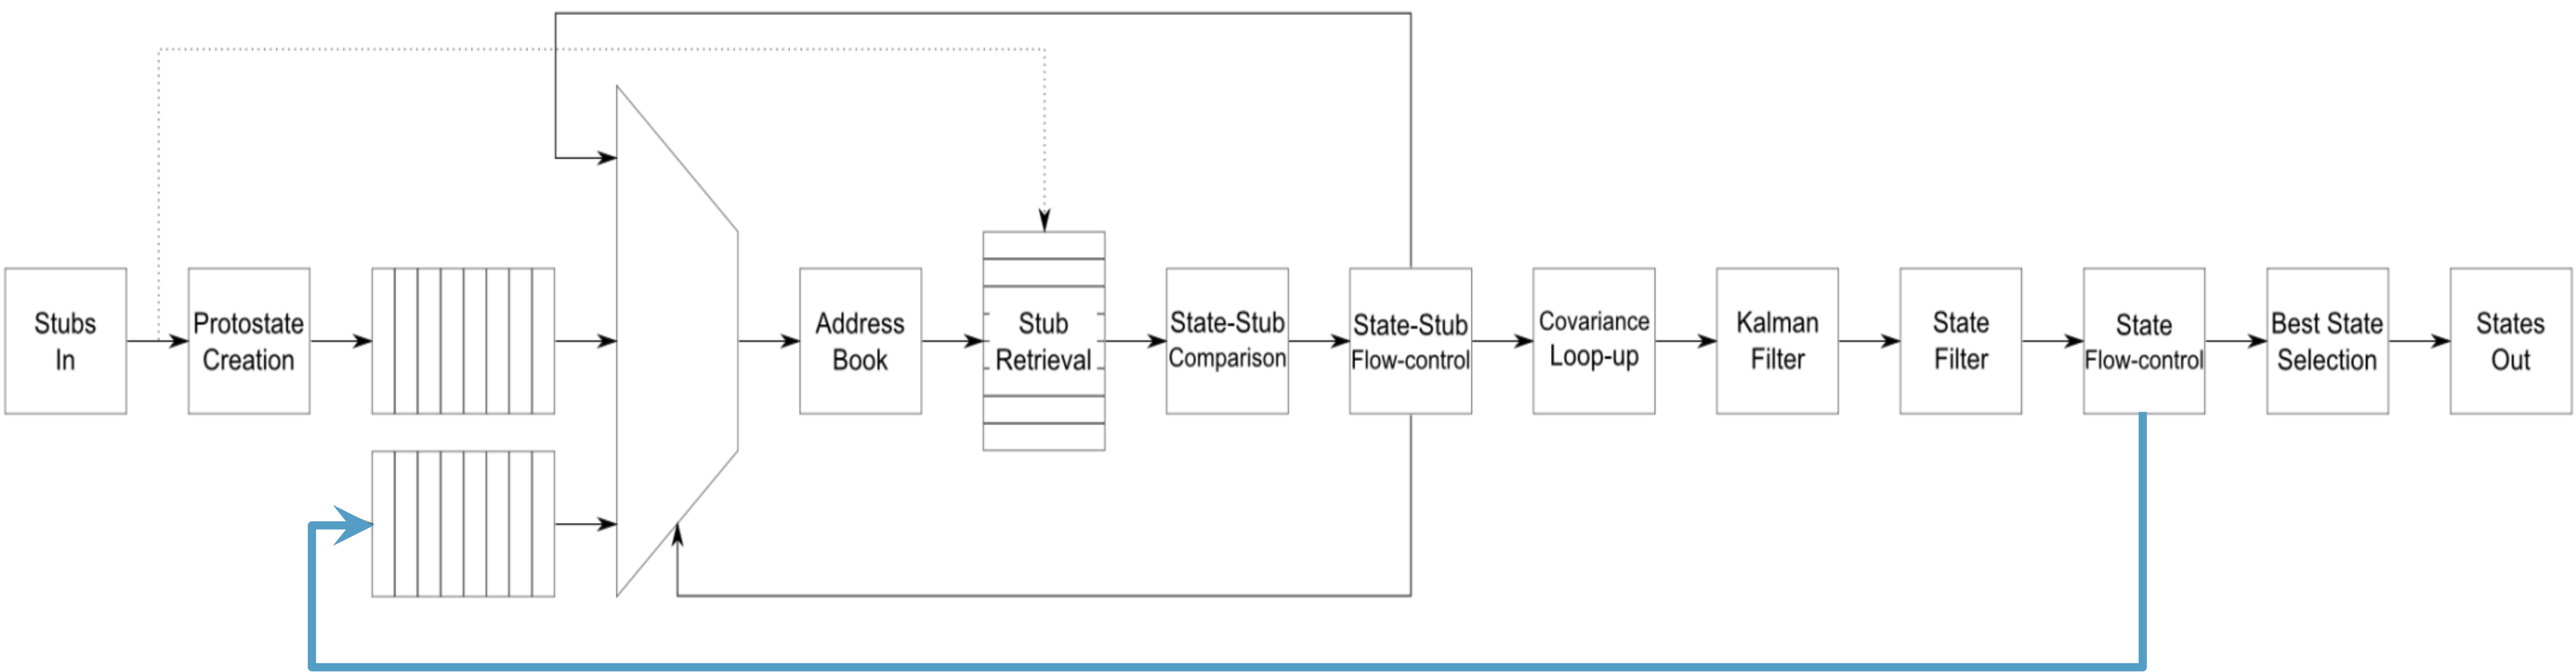 Stubs
In
Protostate
Creation
Address
Book
Stub
Retrieval
State-Stub
Comparison
State-Stub
Flow-control
Covariance
Loop-up
Kalman
Filter
State
Filter
State
Flow-control
Best State
Selection
States
Out